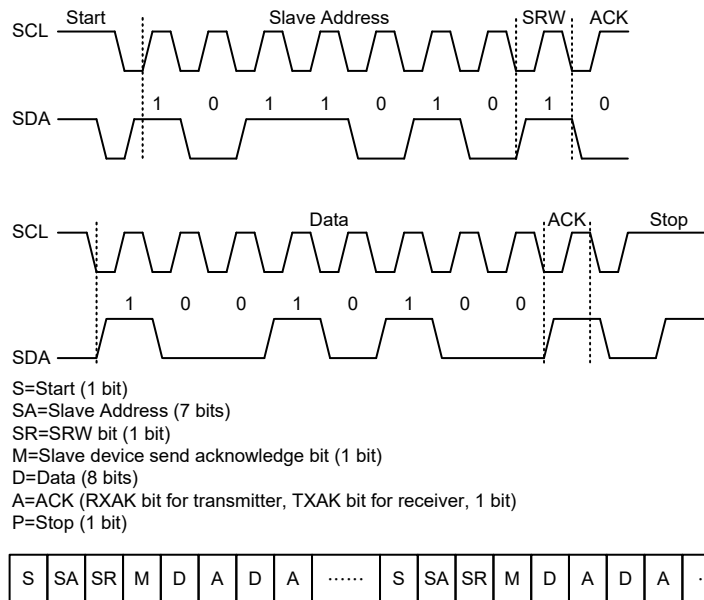 Start Slave Address SRW ACK
SCL
1 0 1 1 0 1 0 1 0
SDA
Data ACK Stop
SCL
1 0 0 1 0 1 0 0
SDA
S=Start (1 bit)
SA=Slave Address (7 bits)
SR=SRW bit (1 bit)
M=Slave device send acknowledge bit (1 bit)
D=Data (8 bits)
A=ACK (RXAK bit for transmitter, TXAK bit for receiver, 1 bit)
P=Stop (1 bit)
S SA SR M D A D A ⋯⋯ S SA SR M D A D A